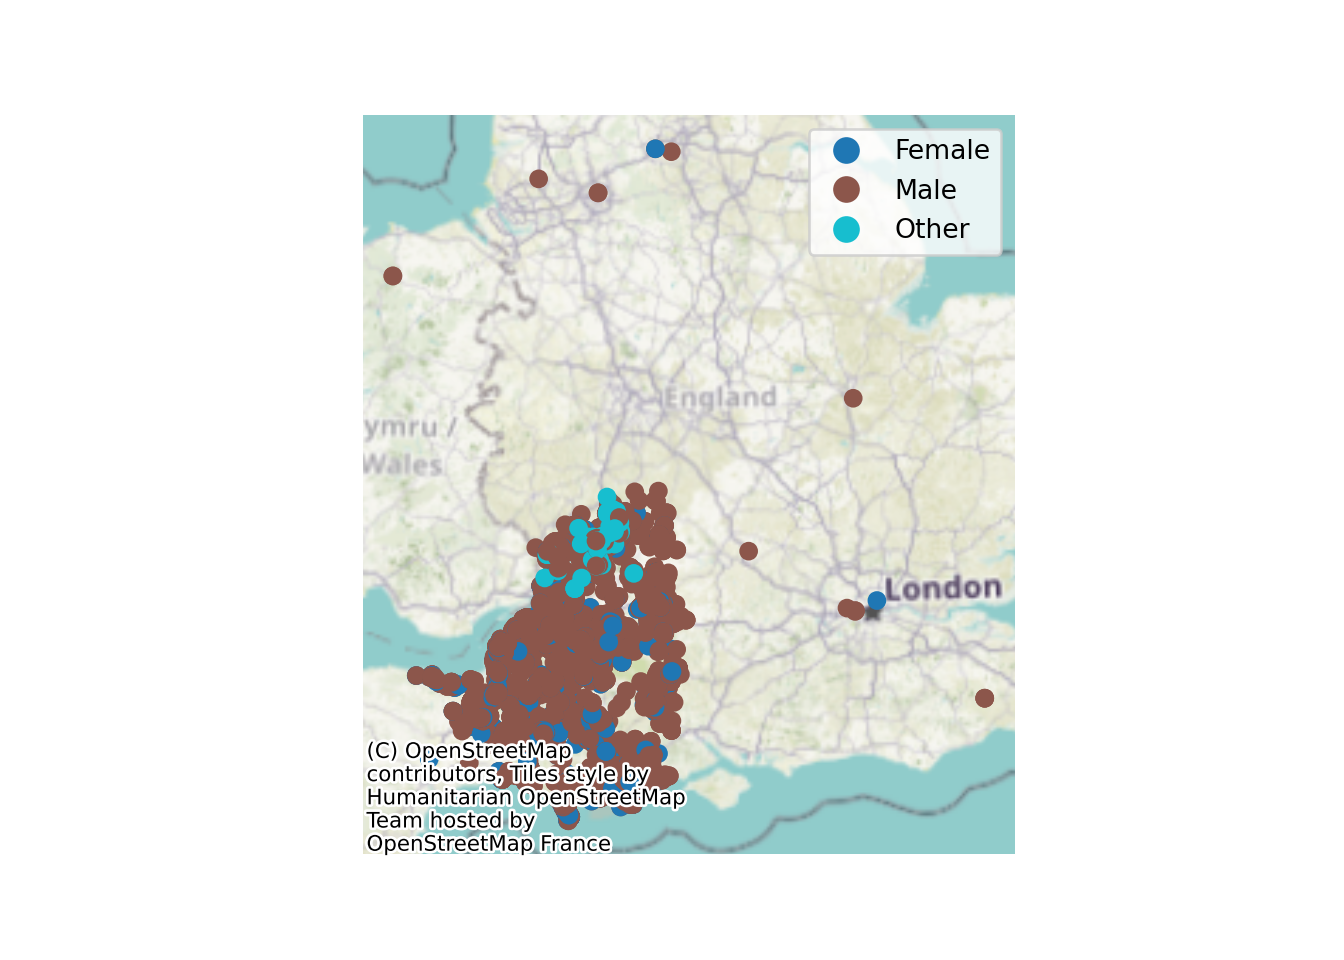 Female
Male
Other
England
ymru /
Wales
London
(C) OpenStreetMap
contributors, Tiles style by
Humanitarian OpenStreetMap
Team hosted by
OpenStreetMap France